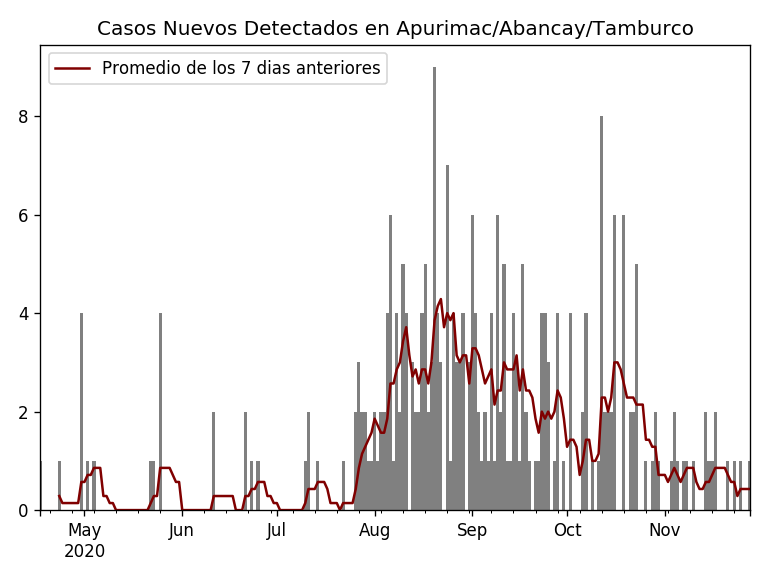 Casos Nuevos Detectados en Apurimac/Abancay/Tamburco
Promedio de los 7 dias anteriores
8
6
4
2
0
May Jun Jul Aug Sep Oct Nov
2020